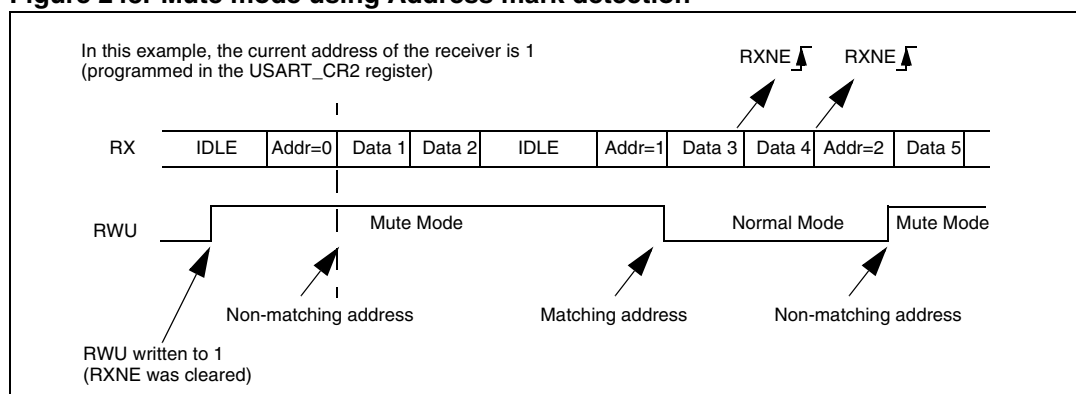 Figure Mute mode using Address mark detection
In this example, the current address of the receiver is 1
(programmed in the USART_CR2 register)
RXNE RXNE
RX IDLE Addr=0 Data 1 Data 2 IDLE Addr=1 Data 3 Data 4 Addr=2 Data 5
RWU Mute Mode Normal Mode Mute Mode
Non-matching address Matching address Non-matching address
RWU written to 1
(RXNE was cleared)